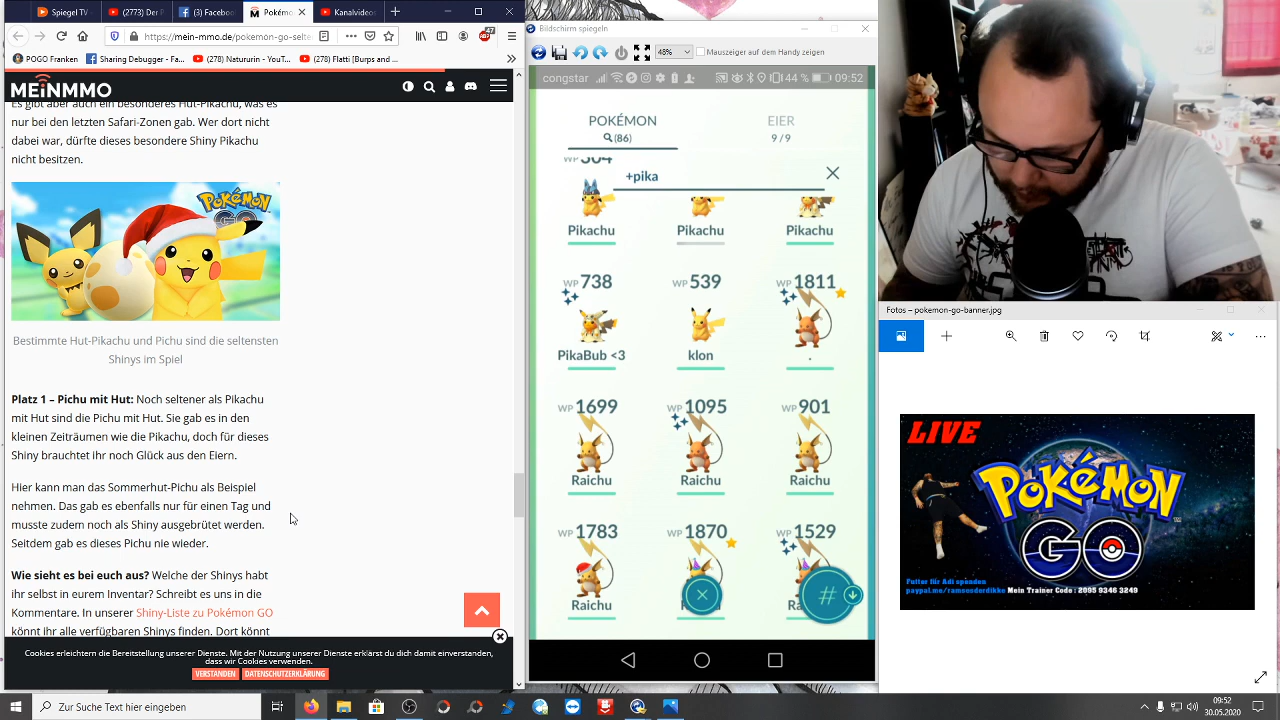 Spiegel TV
(2773) Der R
(3) Facebool
Pokémo
Kanalvideos
https://mein-mmo.de/pokemon-go-selte
POGO Franken
Sharing Debugger - Fa...
(278) Natururin - YouT...
(278) Flatti [Burps and ...
MEiNMMO
Es gibt aber auch ein besonderes Hut-Pikachu, was es
nur bei den letzten Safari-Zonen gab. Wer dort nicht
dabei war, dürfte dieses besondere Shiny Pikachu
nicht besitzen.
POKÉMON
GO
Bestimmte Hut-Pikachu und Pichu sind die seltensten
Shinys im Spiel
Platz 1 – Pichu mit Hut: Noch seltener als Pikachu
mit Hut sind die Pichu mit Hut. Sie gab es in den
kleinen Zeiträumen wie die Pikachu, doch für dieses
Shiny brauchtet ihr noch Glück aus den Eiern.
Hier kann man das Sommerhut-Pichu als Beispiel
nehmen. Das gab es ebenfalls nur für einen Tag und
musste zudem noch als Shiny ausgebrütet werden.
Seitdem gab es dieses Pichu nie wieder.
Wie sieht es bei euch aus? Welche der Shinys habt
ihr selbst in eurem Inventar? Schreibt es uns in die
Kommentare. In unserer Shiny-Liste zu Pokémon GO
könnt ihr alle verfügbaren Shinys finden. Dort könnt
Cookies erleichtern die Bereitstellung unserer Dienste. Mit der Nutzung unserer Dienste erklärst du dich damit einverstanden,
dass wir Cookies verwenden.
VERSTANDEN DATENSCHUTZERKLÄRUNG
Bildschirm spiegeln
48%
Mauszeiger auf dem Handy zeigen
congstar
44 %
09:52
POKÉMON
(86)
EIER
9 / 9
WP 304
+pika
Pikachu
Pikachu
Pikachu
WP 738
WP 539
WP 1811
PikaBub <3
klon
.
WP 1699
WP 1095
WP 901
Raichu
Raichu
Raichu
WP 1783
WP 1870
WP 1529
Raichu
Fotos – pokemon-go-banner.jpg
LIVE
POKÉMON
GO
Futter für Adi spenden
paypal.me/ramsesderdikke Mein Trainer Code : 2095 9346 3249
Zur Suche Text hier eingeben
09:52
30.05.2020